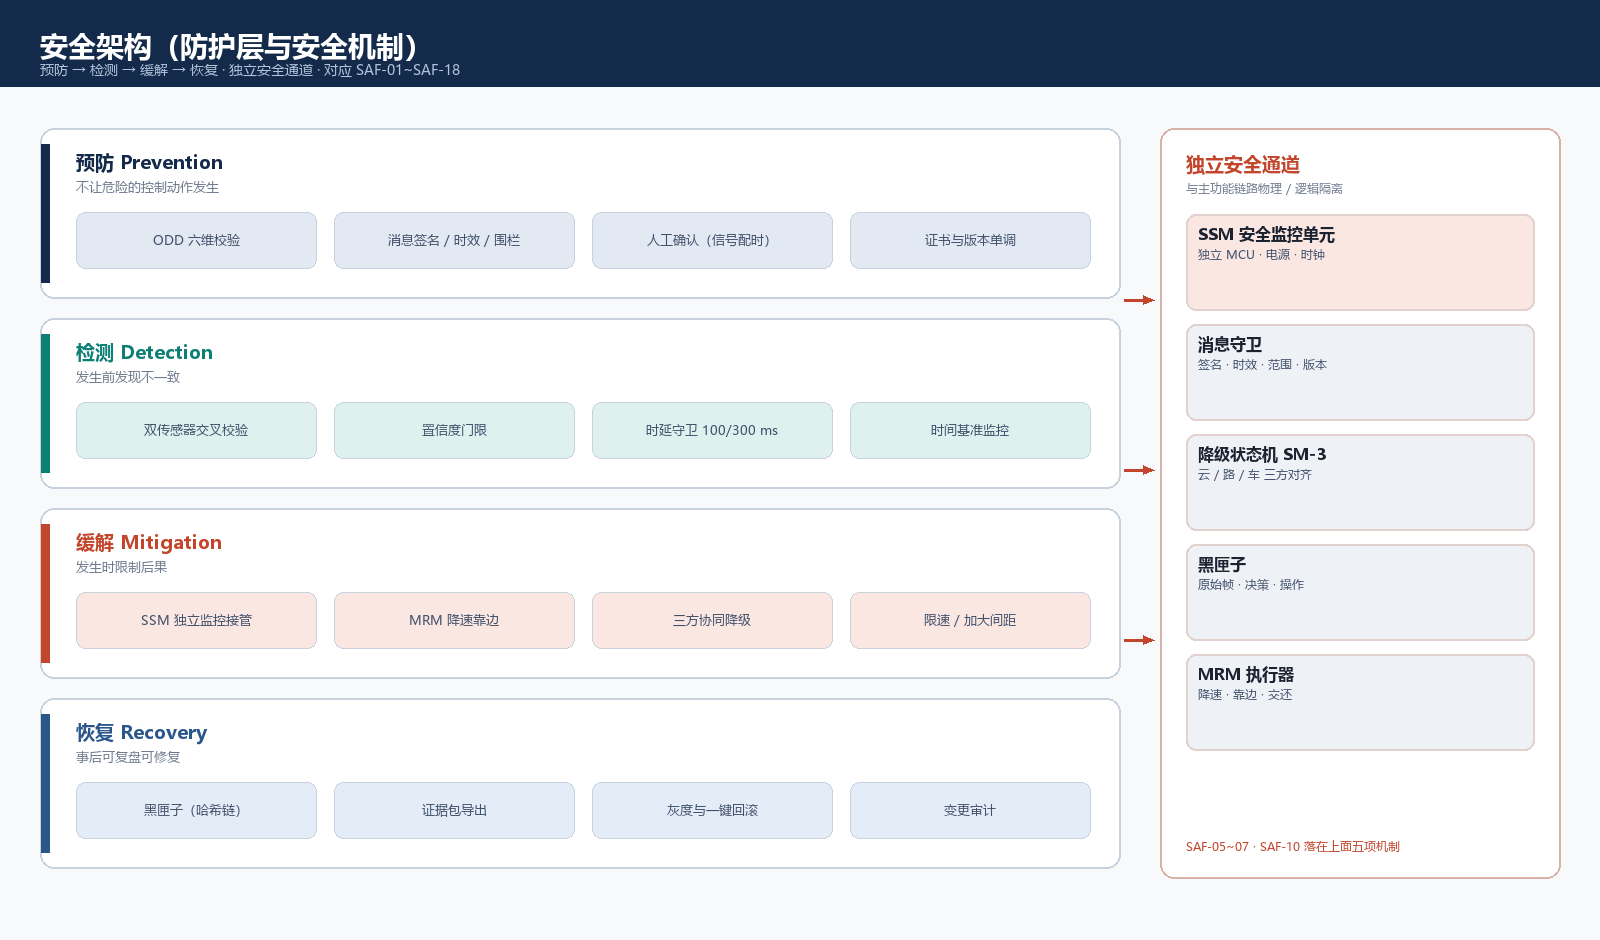 安全架构（防护层与安全机制）
预防 → 检测 → 缓解 → 恢复 · 独立安全通道 · 对应 SAF-01~SAF-18
预防 Prevention
不让危险的控制动作发生
ODD 六维校验
消息签名 / 时效 / 围栏
人工确认（信号配时）
证书与版本单调
检测 Detection
发生前发现不一致
双传感器交叉校验
置信度门限
时延守卫 100/300 ms
时间基准监控
缓解 Mitigation
发生时限制后果
SSM 独立监控接管
MRM 降速靠边
三方协同降级
限速 / 加大间距
恢复 Recovery
事后可复盘可修复
黑匣子（哈希链）
证据包导出
灰度与一键回滚
变更审计
独立安全通道
与主功能链路物理 / 逻辑隔离
SSM 安全监控单元
独立 MCU · 电源 · 时钟
消息守卫
签名 · 时效 · 范围 · 版本
降级状态机 SM-3
云 / 路 / 车 三方对齐
黑匣子
原始帧 · 决策 · 操作
MRM 执行器
降速 · 靠边 · 交还
SAF-05~07 · SAF-10 落在上面五项机制